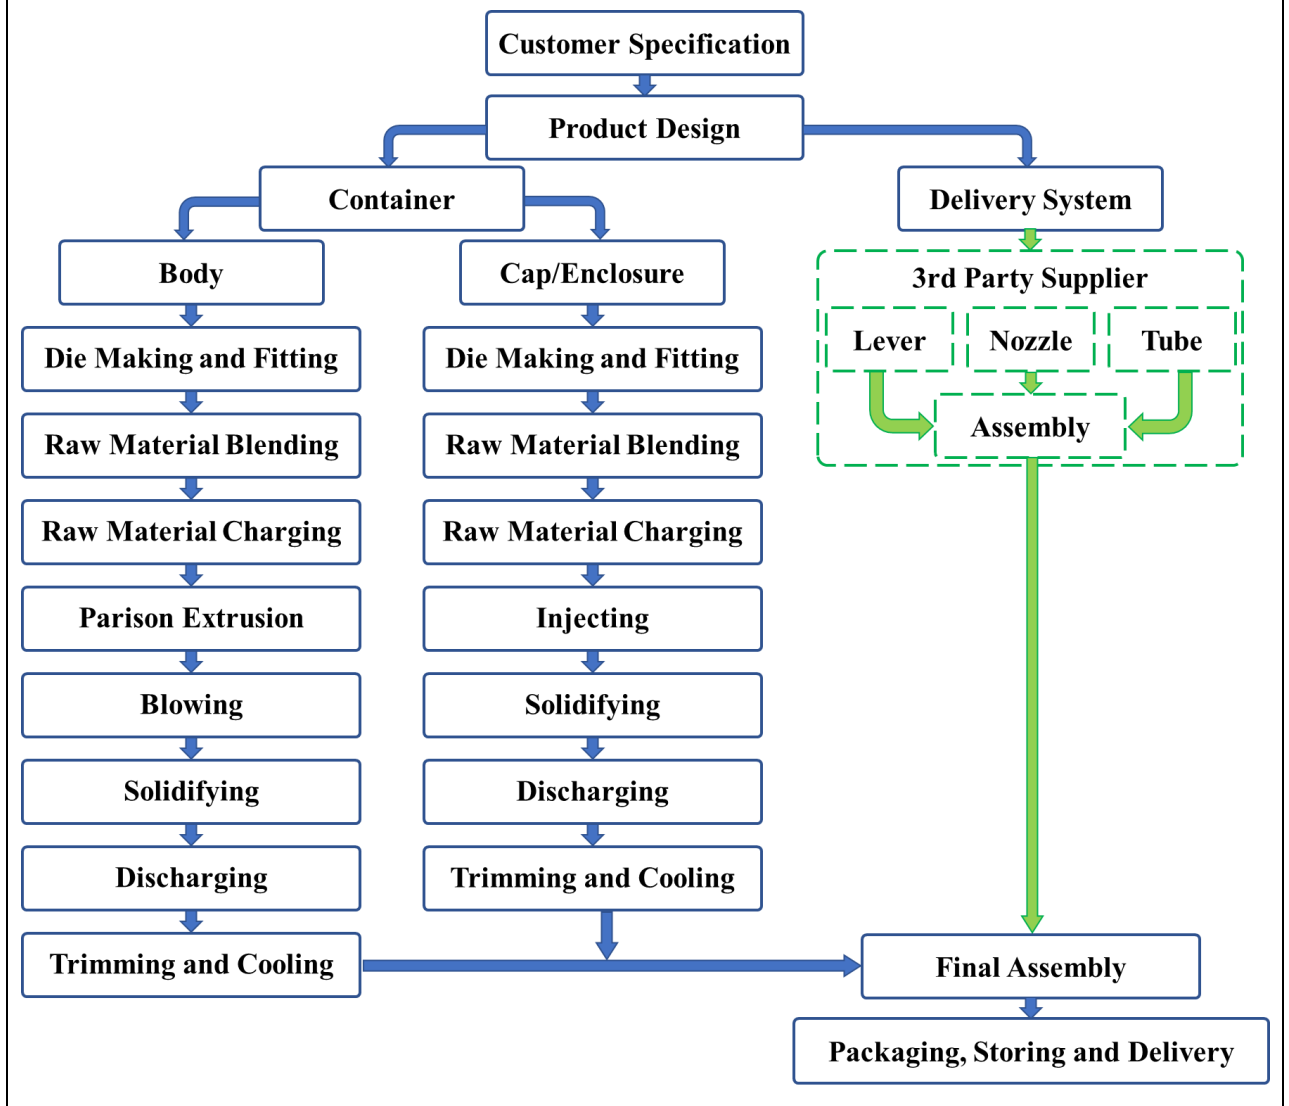 Customer Specification
Product Design
Container
Delivery System
Body
Cap/Enclosure
3rd Party Supplier
Lever
Nozzle
Tube
Die Making and Fitting
Die Making and Fitting
Assembly
Raw Material Blending
Raw Material Blending
Raw Material Charging
Raw Material Charging
Parison Extrusion
Injecting
Blowing
Solidifying
Solidifying
Discharging
Discharging
Trimming and Cooling
Trimming and Cooling
Final Assembly
Packaging, Storing and Delivery